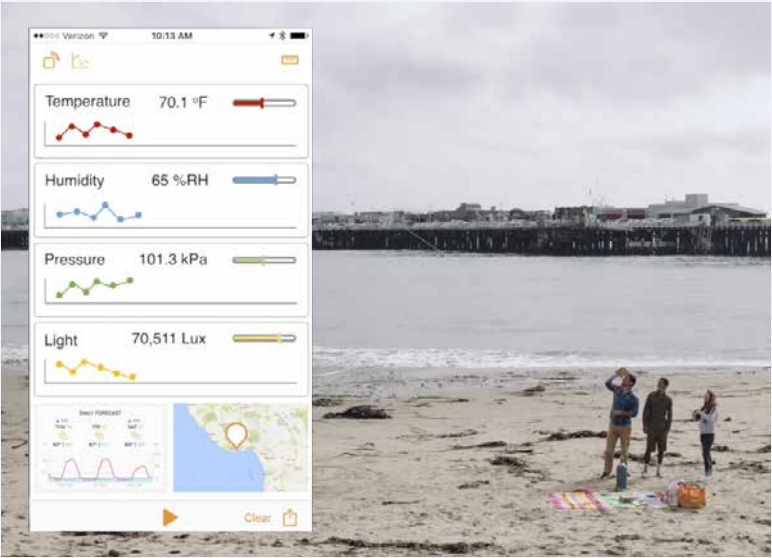 Verizon 10:13 AM
Temperature 70.1 °F
Humidity 65 %RH
Pressure 101.3 kPa
Light 70,511 Lux
DAILY FORECAST
Clear